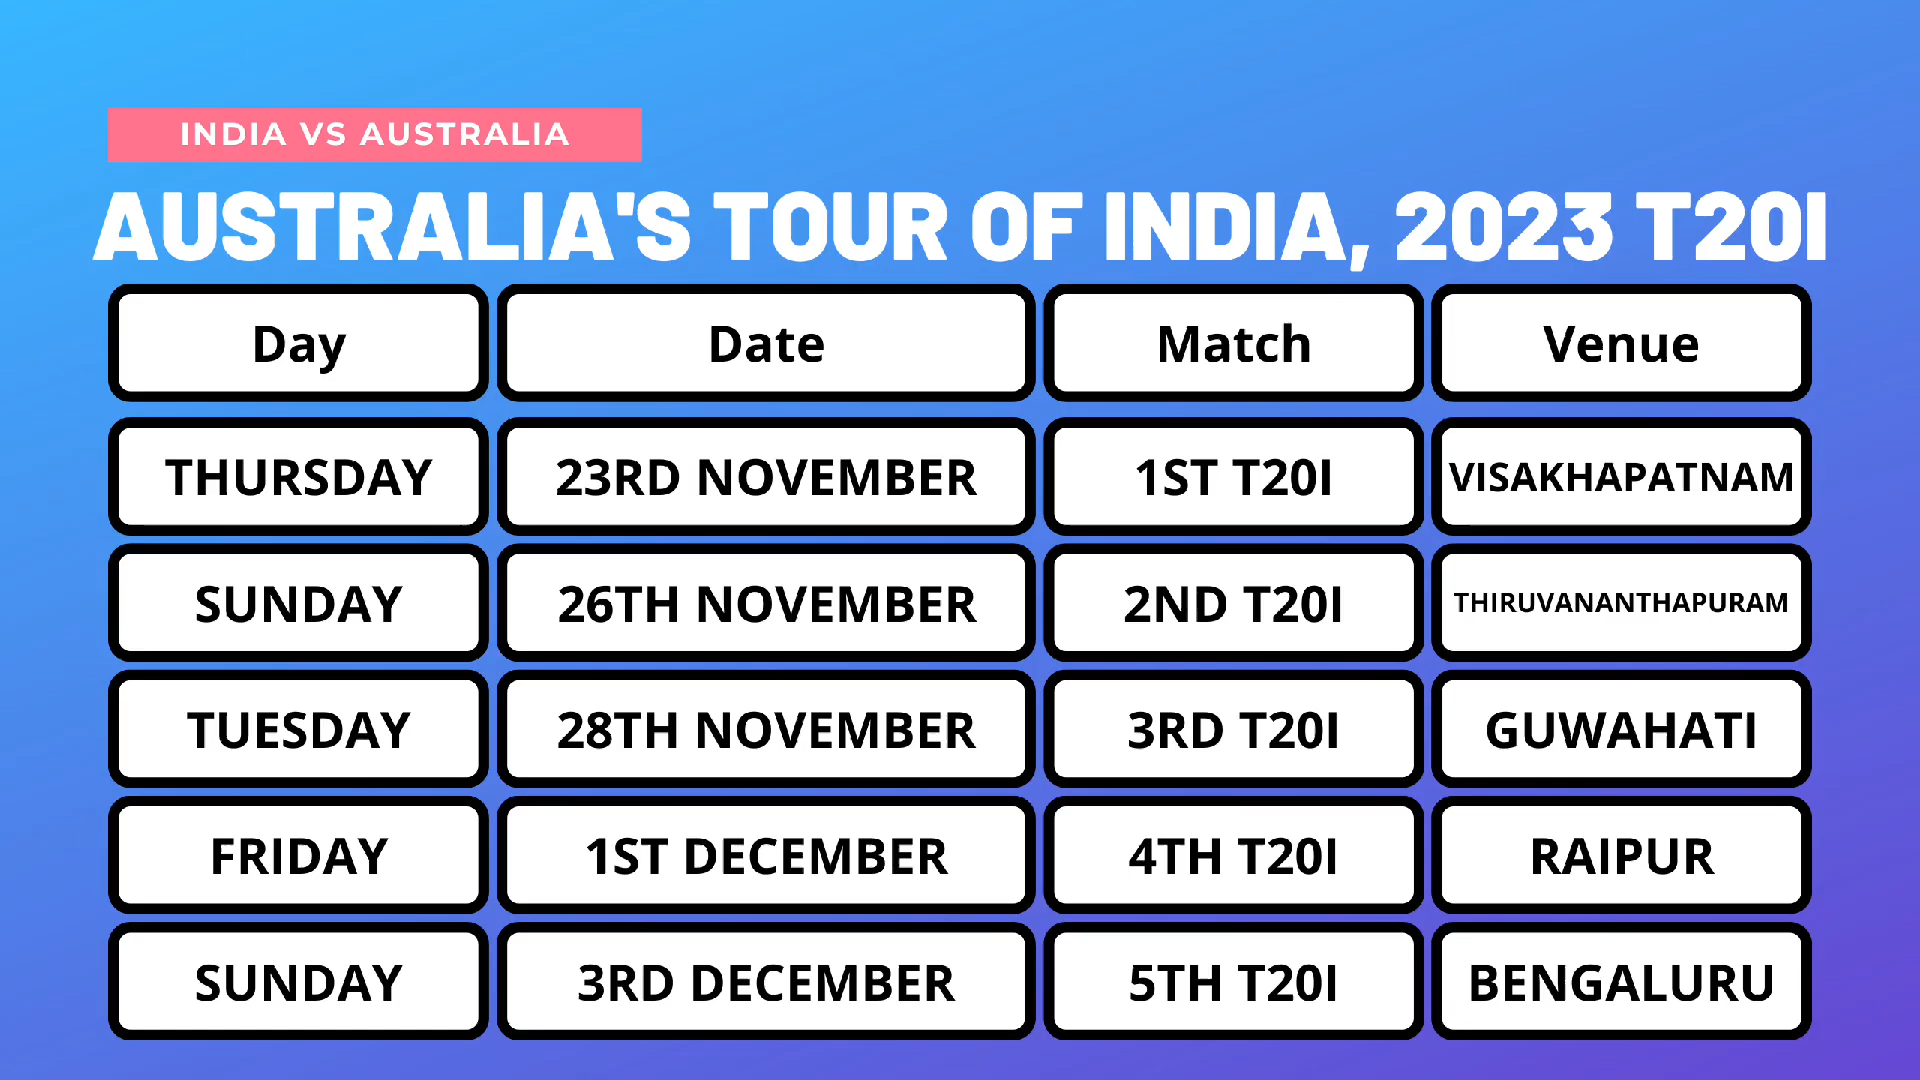 INDIA VS AUSTRALIA
AUSTRALIA'S TOUR OF INDIA, 2023 T20I
Day Date Match Venue
THURSDAY 23RD NOVEMBER 1ST T20I VISAKHAPATNAM
SUNDAY 26TH NOVEMBER 2ND T20I THIRUVANANTHAPURAM
TUESDAY 28TH NOVEMBER 3RD T20I GUWAHATI
FRIDAY 1ST DECEMBER 4TH T20I RAIPUR
SUNDAY 3RD DECEMBER 5TH T20I BENGALURU